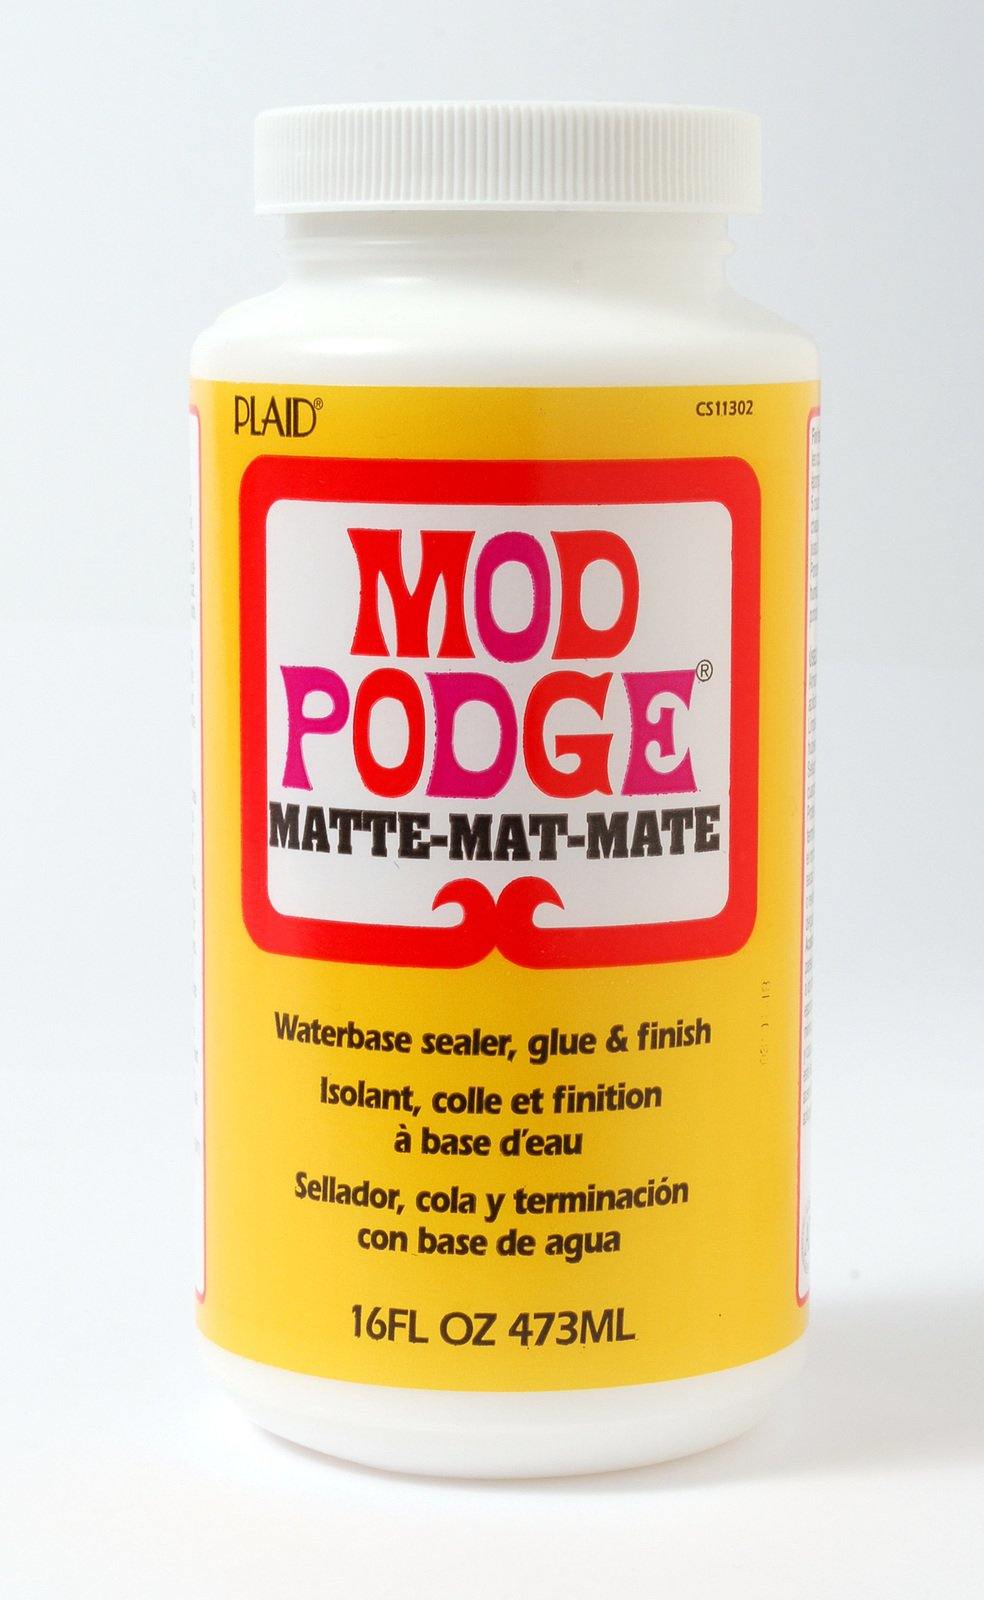 PLAID®
CS11302
MOD
PODGE®
MATTE-MAT-MATE
Waterbase sealer, glue & finish
Isolant, colle et finition
à base d'eau
Sellador, cola y terminación
con base de agua
16FL OZ 473ML